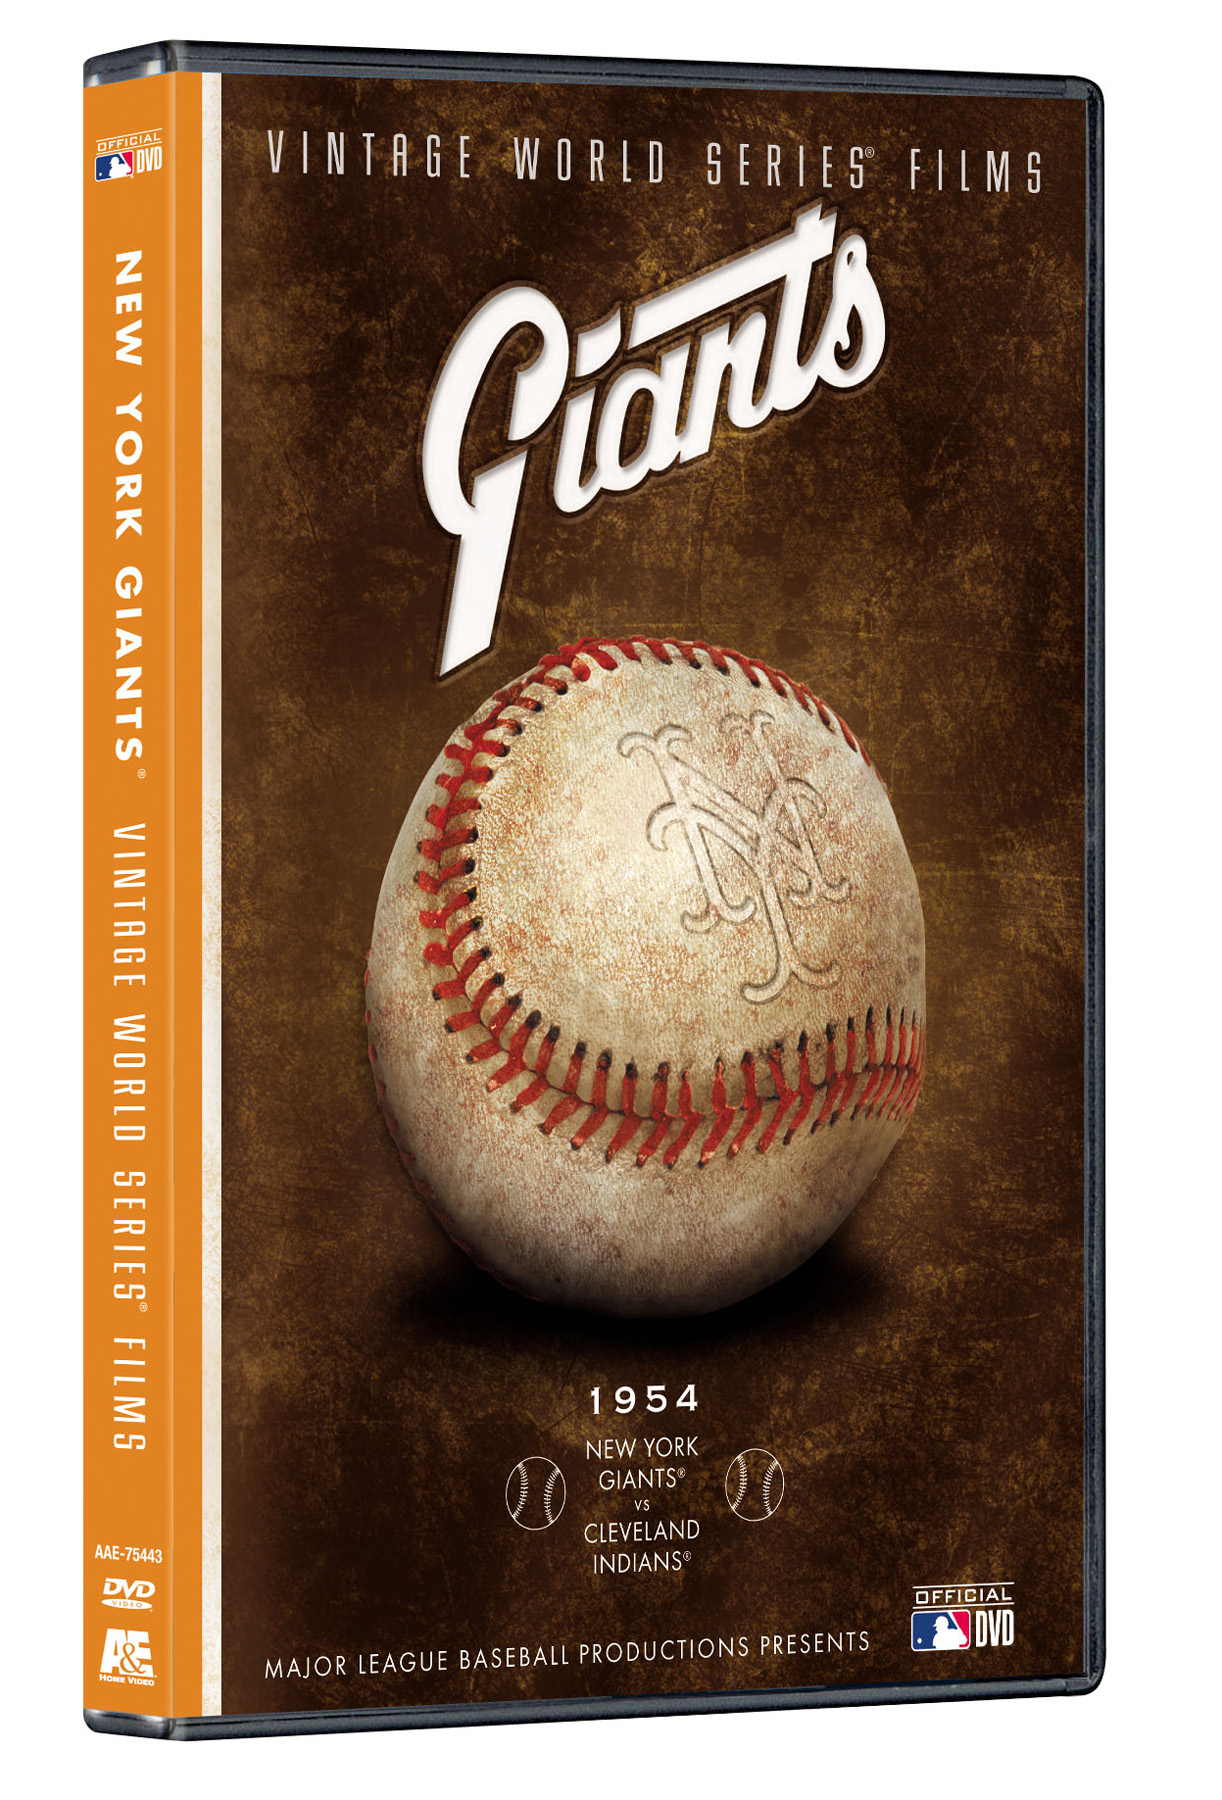 OFFICIAL
DVD
NEW YORK GIANTS® VINTAGE WORLD SERIES® FILMS
AAE-75443
DVD
VIDEO
A&E
HOME VIDEO
VINTAGE WORLD SERIES® FILMS
Giants
NY
1954
NEW YORK
GIANTS®
VS
CLEVELAND
INDIANS®
MAJOR LEAGUE BASEBALL PRODUCTIONS PRESENTS
OFFICIAL
DVD